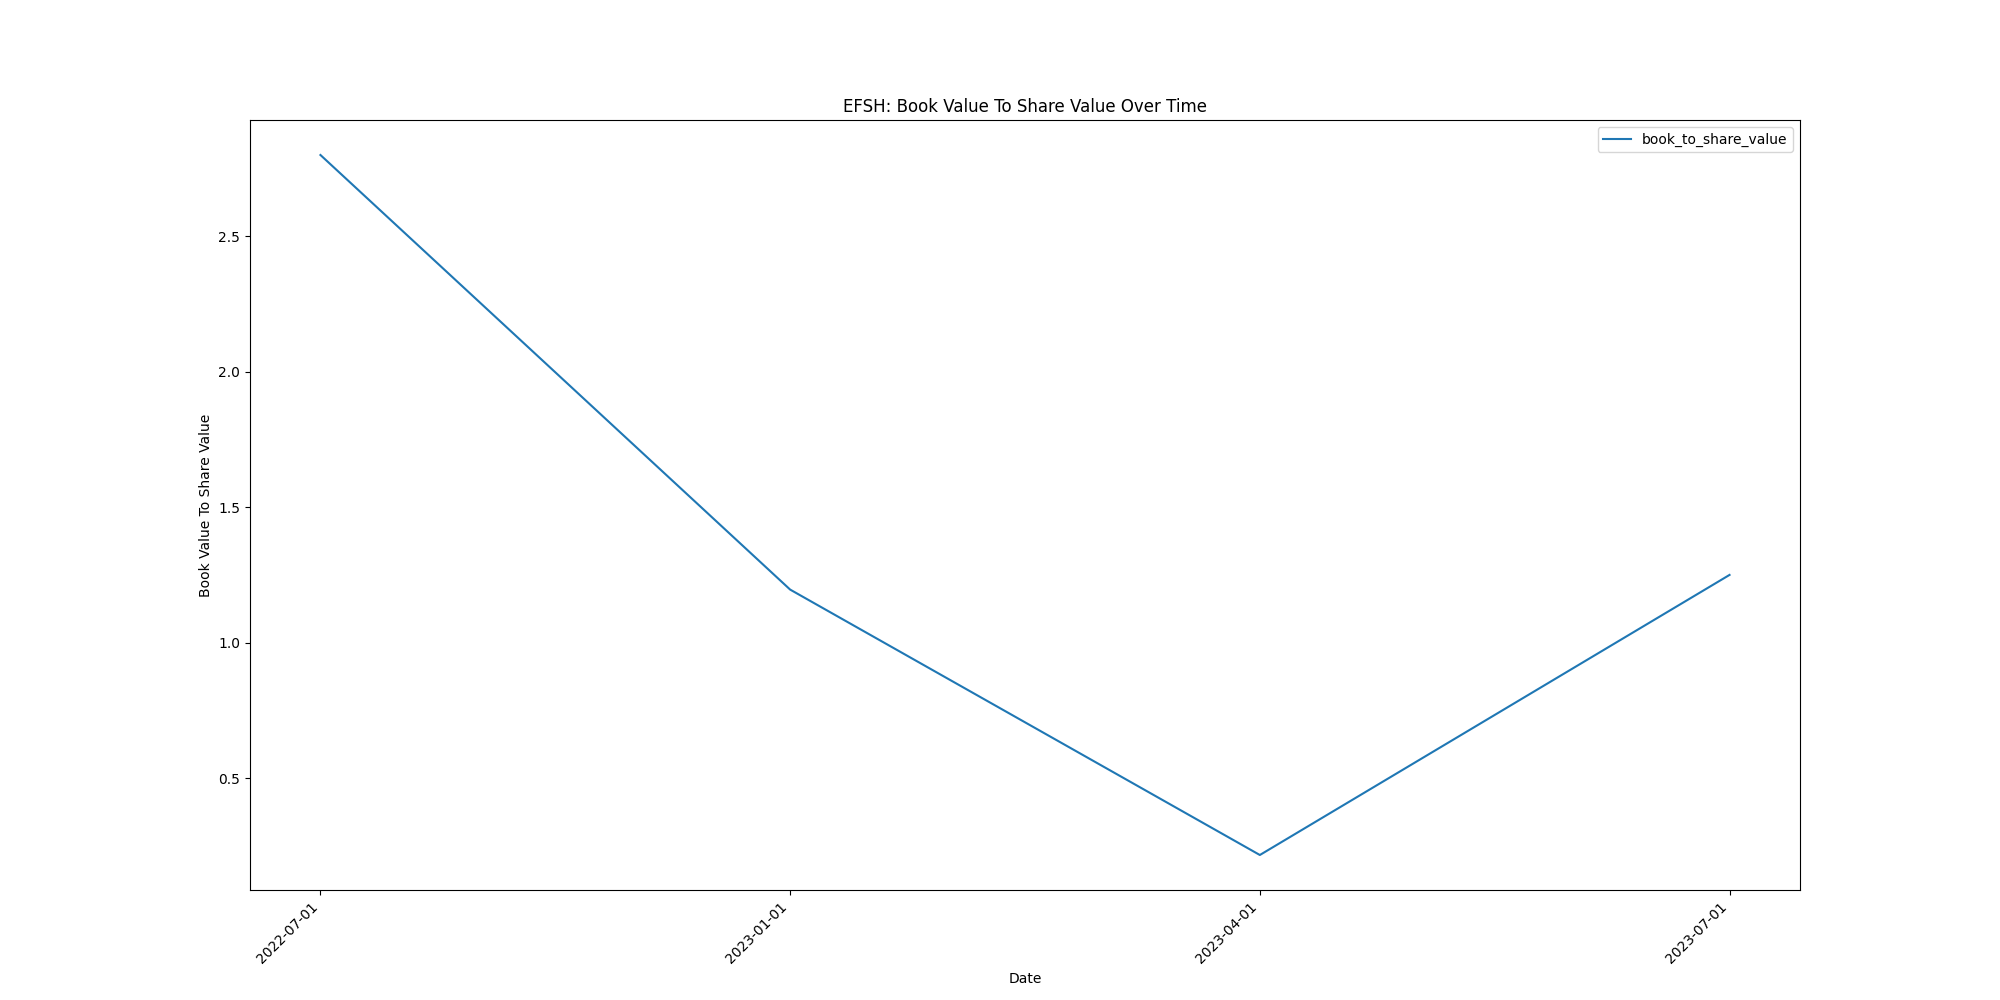 EFSH: Book Value To Share Value Over Time
book_to_share_value
Book Value To Share Value
2.5
2.0
1.5
1.0
0.5
2022-07-01
2023-01-01
2023-04-01
2023-07-01
Date